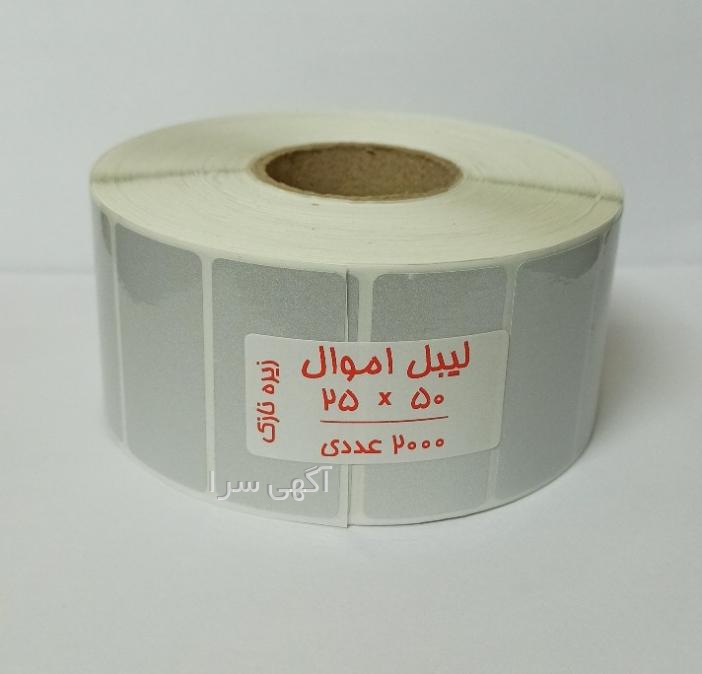 لیبل اموال
۲۵ × ۵۰
۲۰۰۰ عددی
زیره نازک
آگهی سرا